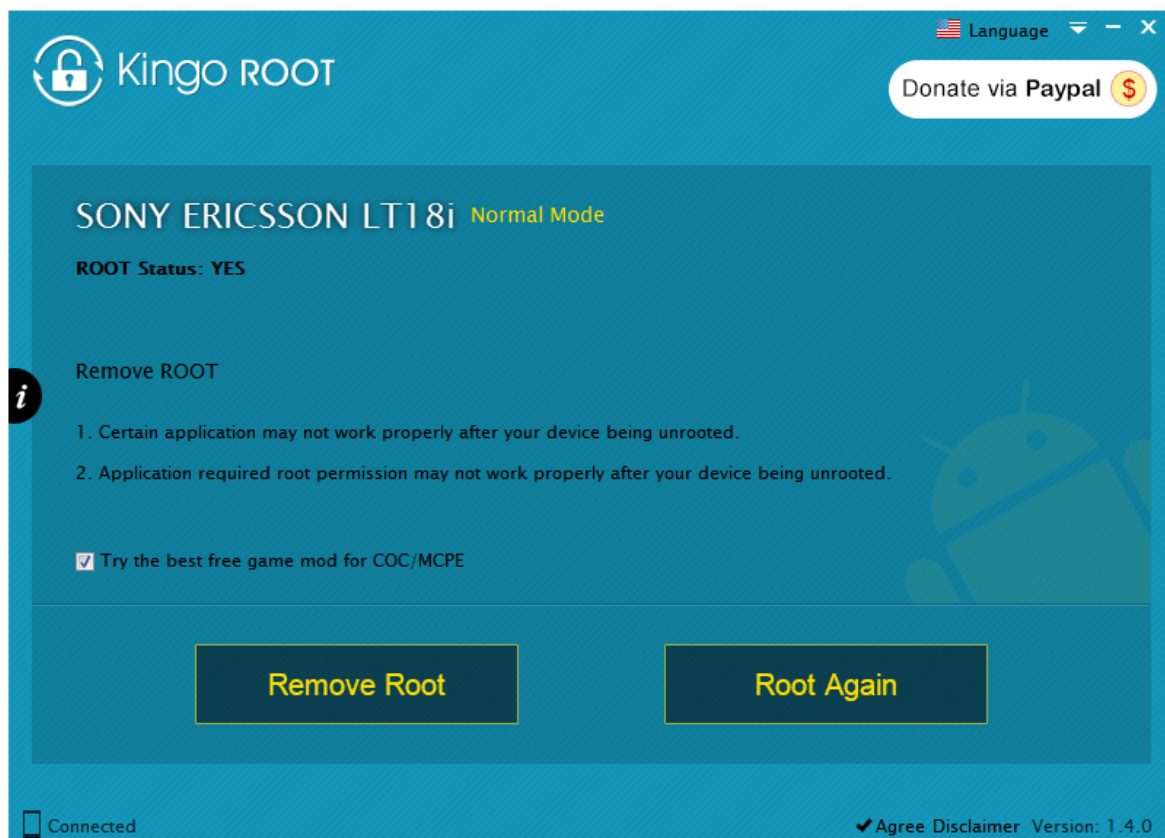 Language
Kingo ROOT
Donate via Paypal $
SONY ERICSSON LT18i Normal Mode
ROOT Status: YES
Remove ROOT
i
1. Certain application may not work properly after your device being unrooted.
2. Application required root permission may not work properly after your device being unrooted.
Try the best free game mod for COC/MCPE
Remove Root
Root Again
Connected
Agree Disclaimer Version: 1.4.0